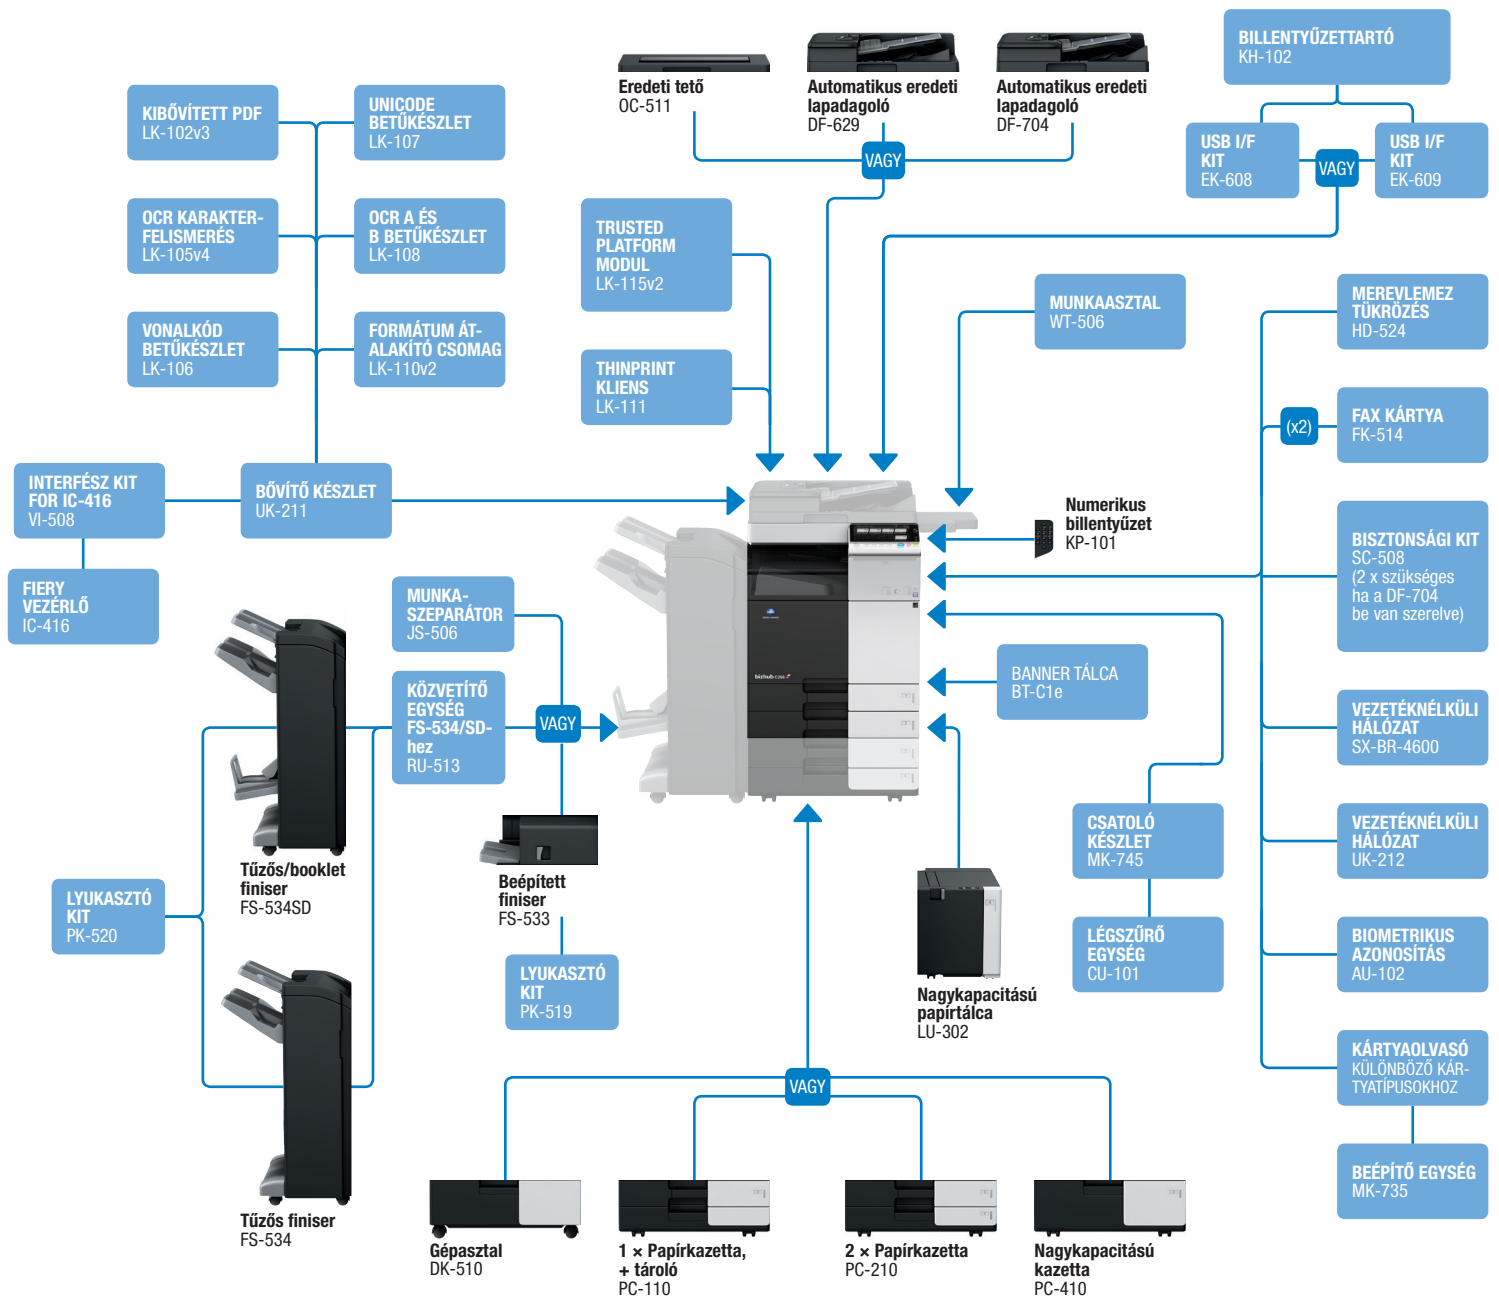 Eredeti tető
OC-511
Automatikus eredeti
lapadagoló
DF-629
Automatikus eredeti
lapadagoló
DF-704
VAGY
BILLENTYŰZETTARTÓ
KH-102
USB I/F
KIT
EK-608
VAGY
USB I/F
KIT
EK-609
KIBŐVÍTETT PDF
LK-102v3
UNICODE
BETŰKÉSZLET
LK-107
OCR KARAKTER-
FELISMERÉS
LK-105v4
OCR A ÉS
B BETŰKÉSZLET
LK-108
VONALKÓD
BETŰKÉSZLET
LK-106
FORMÁTUM ÁT-
ALAKÍTÓ CSOMAG
LK-110v2
TRUSTED
PLATFORM
MODUL
LK-115v2
THINPRINT
KLIENS
LK-111
MUNKAASZTAL
WT-506
MEREVLEMEZ
TÜKRÖZÉS
HD-524
(x2)
FAX KÁRTYA
FK-514
INTERFÉSZ KIT
FOR IC-416
VI-508
BŐVÍTŐ KÉSZLET
UK-211
FIERY
VEZÉRLŐ
IC-416
Numerikus
billentyűzet
KP-101
BISZTONSÁGI KIT
SC-508
(2 x szükséges
ha a DF-704
be van szerelve)
MUNKA-
SZEPARÁTOR
JS-506
KÖZVETÍTŐ
EGYSÉG
FS-534/SD-
hez
RU-513
VAGY
bizhub
BANNER TÁLCA
BT-C1e
VEZETÉKNÉLKÜLI
HÁLÓZAT
SX-BR-4600
CSATOLÓ
KÉSZLET
MK-745
VEZETÉKNÉLKÜLI
HÁLÓZAT
UK-212
Tűzős/booklet
finiser
FS-534SD
Beépített
finiser
FS-533
LYUKASZTÓ
KIT
PK-520
LYUKASZTÓ
KIT
PK-519
Nagykapacitású
papírtálca
LU-302
LÉGSZŰRŐ
EGYSÉG
CU-101
BIOMETRIKUS
AZONOSÍTÁS
AU-102
KÁRTYAOLVASÓ
KÜLÖNBÖZŐ KÁR-
TYATÍPUSOKHOZ
BEÉPÍTŐ EGYSÉG
MK-735
VAGY
Tűzős finiser
FS-534
Gépasztal
DK-510
1 × Papírkazetta,
+ tároló
PC-110
2 × Papírkazetta
PC-210
Nagykapacitású
kazetta
PC-410